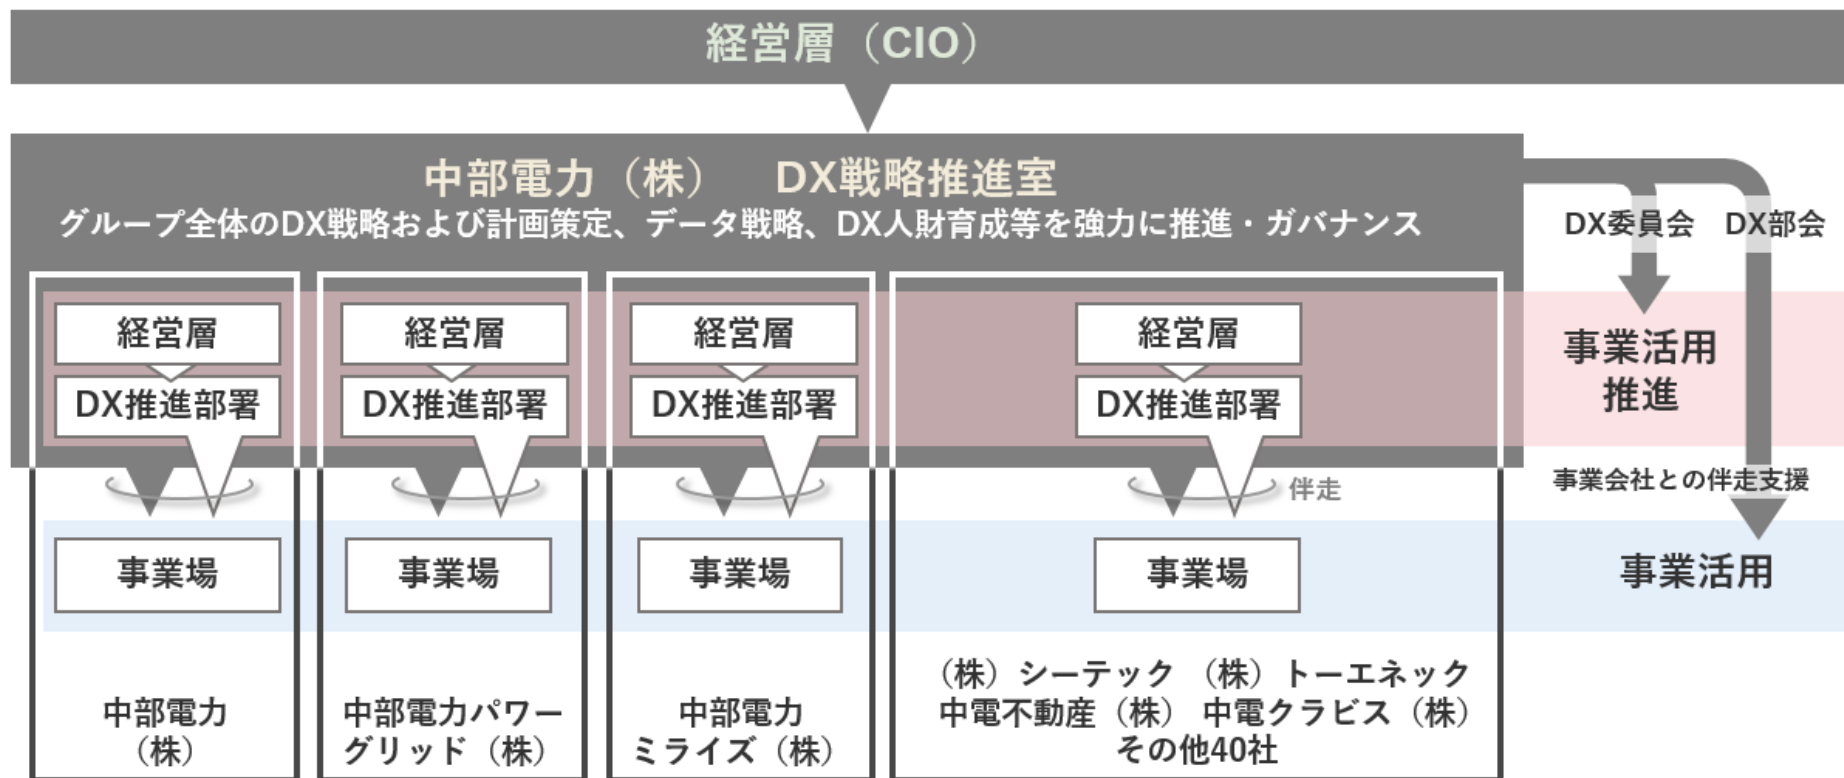 経営層（CIO）
中部電力（株）　DX戦略推進室
グループ全体のDX戦略および計画策定、データ戦略、DX人財育成等を強力に推進・ガバナンス
DX委員会
DX部会
経営層
経営層
経営層
経営層
DX推進部署
DX推進部署
DX推進部署
DX推進部署
事業活用
推進
伴走
事業会社との伴走支援
事業場
事業場
事業場
事業場
事業活用
中部電力
（株）
中部電力パワー
グリッド（株）
中部電力
ミライズ（株）
（株）シーテック　（株）トーエネック
中電不動産（株）　中電クラビス（株）
その他40社